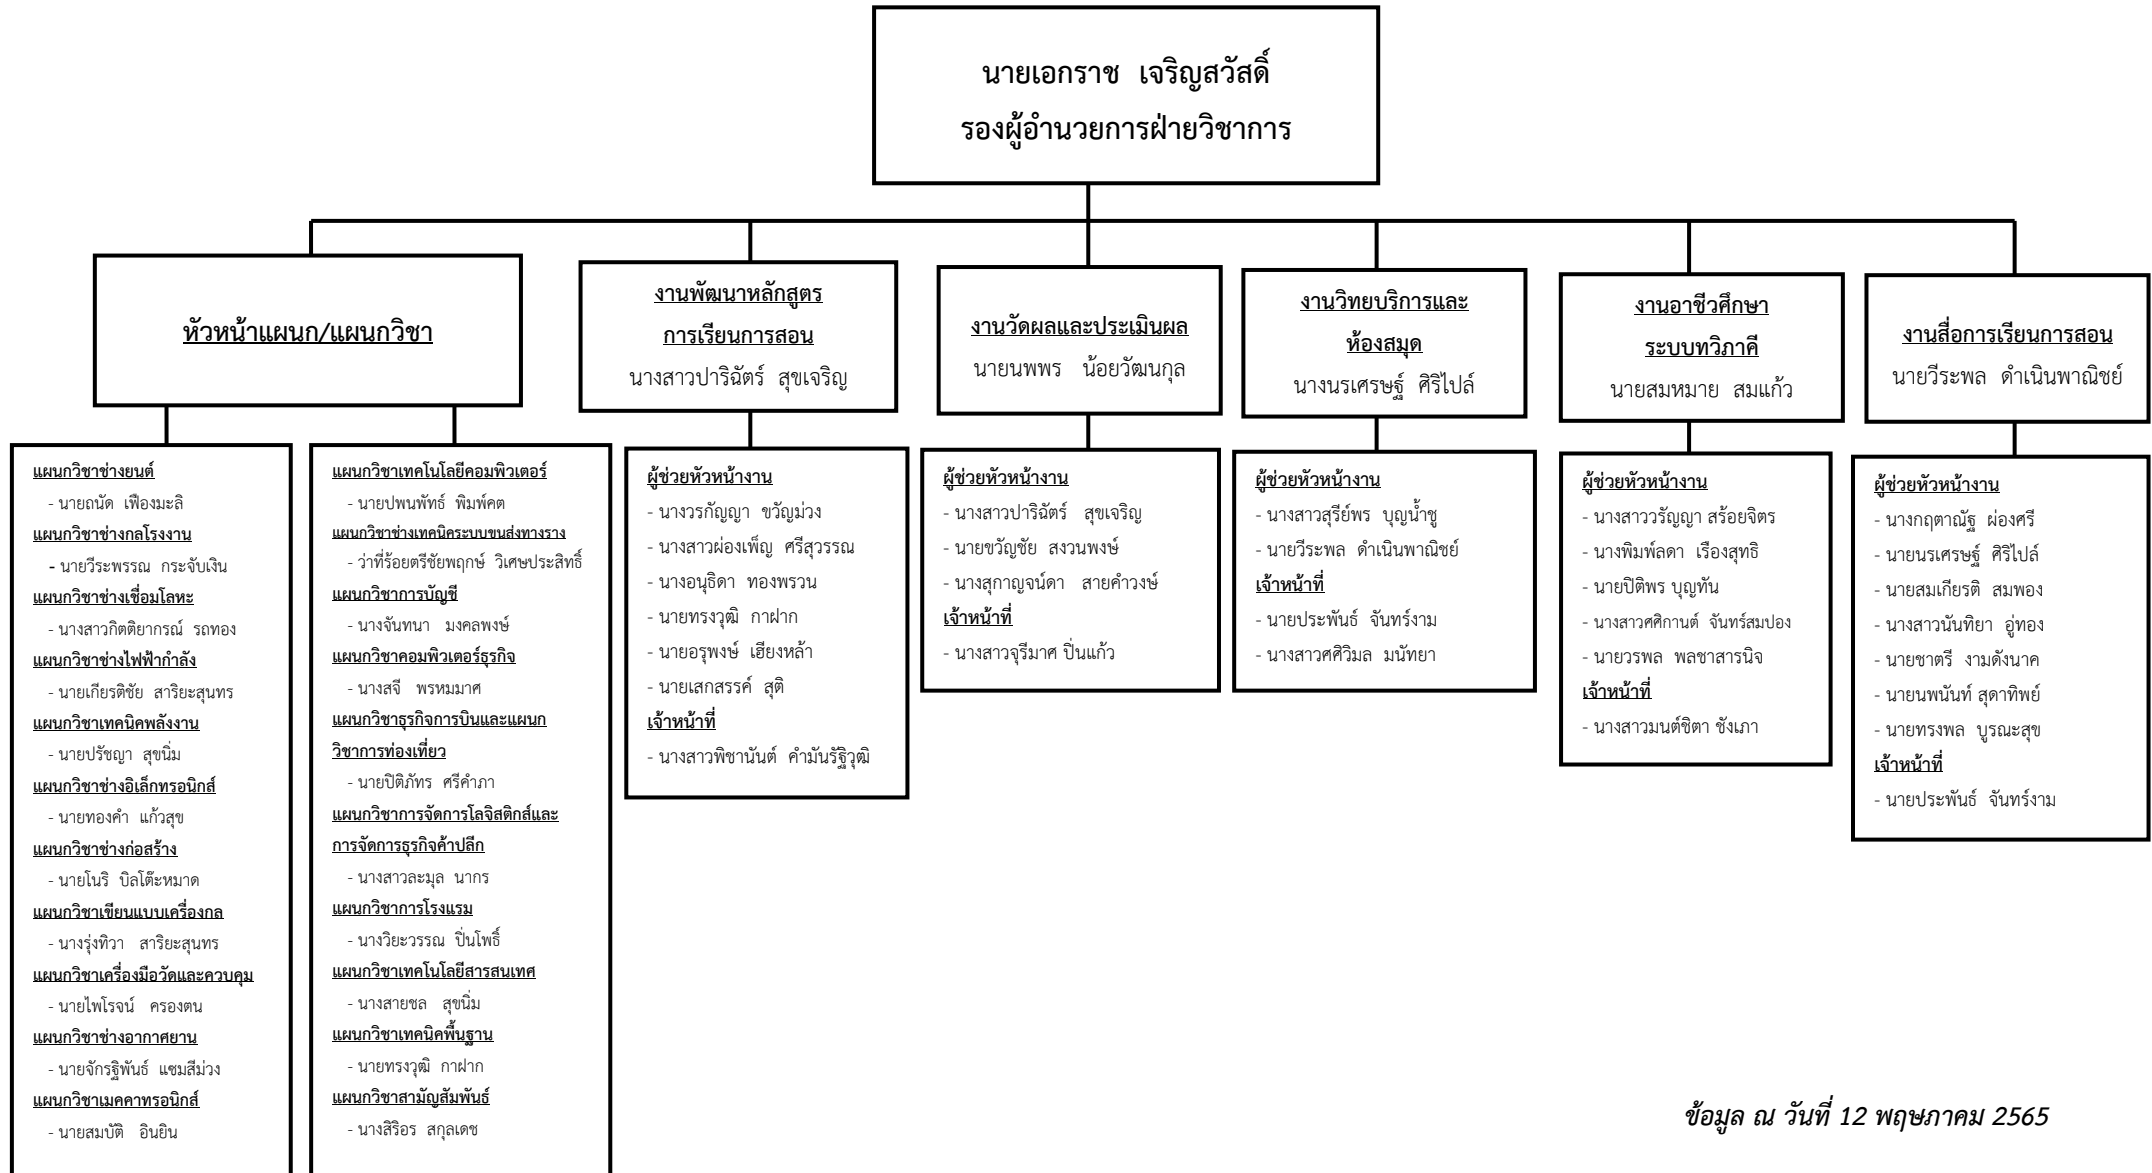 นายเอกราช เจริญสวัสดิ์
รองผู้อำนวยการฝ่ายวิชาการ
หัวหน้าแผนก/แผนกวิชา
แผนกวิชาช่างยนต์
- นายถนัด เฟืองมะลิ
แผนกวิชาช่างกลโรงงาน
- นายวีระพรรณ กระจับเงิน
แผนกวิชาช่างเชื่อมโลหะ
- นางสาวกิตติยากรณ์ รถทอง
แผนกวิชาช่างไฟฟ้ากำลัง
- นายเกียรติชัย สาริยะสุนทร
แผนกวิชาเทคนิคพลังงาน
- นายปรัชญา สุขนิ่ม
แผนกวิชาช่างอิเล็กทรอนิกส์
- นายทองคำ แก้วสุข
แผนกวิชาช่างก่อสร้าง
- นายโนริ บิลโต๊ะหมาด
แผนกวิชาเขียนแบบเครื่องกล
- นางรุ่งทิวา สาริยะสุนทร
แผนกวิชาเครื่องมือวัดและควบคุม
- นายไพโรจน์ ครองตน
แผนกวิชาช่างอากาศยาน
- นายจักรฐิพันธ์ แซมสีม่วง
แผนกวิชาเมคคาทรอนิกส์
- นายสมบัติ อินยิน
แผนกวิชาเทคโนโลยีคอมพิวเตอร์
- นายปพนพัทธ์ พิมพ์คต
แผนกวิชาช่างเทคนิคระบบขนส่งทางราง
- ว่าที่ร้อยตรีชัยพฤกษ์ วิเศษประสิทธิ์
แผนกวิชาการบัญชี
- นางจันทนา มงคลพงษ์
แผนกวิชาคอมพิวเตอร์ธุรกิจ
- นางสจี พรหมมาศ
แผนกวิชาธุรกิจการบินและแผนก
วิชาการท่องเที่ยว
- นายปิติภัทร ศรีคำภา
แผนกวิชาการจัดการโลจิสติกส์และ
การจัดการธุรกิจค้าปลีก
- นางสาวละมุล นากร
แผนกวิชาการโรงแรม
- นางวิยะวรรณ ปิ่นโพธิ์
แผนกวิชาเทคโนโลยีสารสนเทศ
- นางสายชล สุขนิ่ม
แผนกวิชาเทคนิคพื้นฐาน
- นายทรงวุฒิ กาฝาก
แผนกวิชาสามัญสัมพันธ์
- นางสิริอร สกุลเดช
งานพัฒนาหลักสูตร
การเรียนการสอน
นางสาวปาริฉัตร์ สุขเจริญ
ผู้ช่วยหัวหน้างาน
- นางวรกัญญา ขวัญม่วง
- นางสาวผ่องเพ็ญ ศรีสุวรรณ
- นางอนุธิดา ทองพรวน
- นายทรงวุฒิ กาฝาก
- นายอรุพงษ์ เฮียงหล้า
- นายเสกสรรค์ สุติ
เจ้าหน้าที่
- นางสาวพิชานันต์ คำมันรัฐิวุฒิ
งานวัดผลและประเมินผล
นายนพพร น้อยวัฒนกุล
ผู้ช่วยหัวหน้างาน
- นางสาวปาริฉัตร์ สุขเจริญ
- นายขวัญชัย สงวนพงษ์
- นางสุกาญจน์ดา สายคำวงษ์
เจ้าหน้าที่
- นางสาวจุรีมาศ ปิ่นแก้ว
งานวิทยบริการและ
ห้องสมุด
นางนรเศรษฐ์ ศิริไปล์
ผู้ช่วยหัวหน้างาน
- นางสาวสุรีย์พร บุญน้ำชู
- นายวีระพล ดำเนินพาณิชย์
เจ้าหน้าที่
- นายประพันธ์ จันทร์งาม
- นางสาวศศิวิมล มนัทยา
งานอาชีวศึกษา
ระบบทวิภาคี
นายสมหมาย สมแก้ว
ผู้ช่วยหัวหน้างาน
- นางสาววรัญญา สร้อยจิตร
- นางพิมพ์ลดา เรืองสุทธิ
- นายปิติพร บุญทัน
- นางสาวศศิกานต์ จันทร์สมปอง
- นายวรพล พลชาสารนิจ
เจ้าหน้าที่
- นางสาวมนต์ชิตา ชังเภา
งานสื่อการเรียนการสอน
นายวีระพล ดำเนินพาณิชย์
ผู้ช่วยหัวหน้างาน
- นางกฤตาณัฐ ผ่องศรี
- นายนรเศรษฐ์ ศิริไปล์
- นายสมเกียรติ สมพอง
- นางสาวนันทิยา อู่ทอง
- นายชาตรี งามดังนาค
- นายนพนันท์ สุดาทิพย์
- นายทรงพล บูรณะสุข
เจ้าหน้าที่
- นายประพันธ์ จันทร์งาม
ข้อมูล ณ วันที่ 12 พฤษภาคม 2565